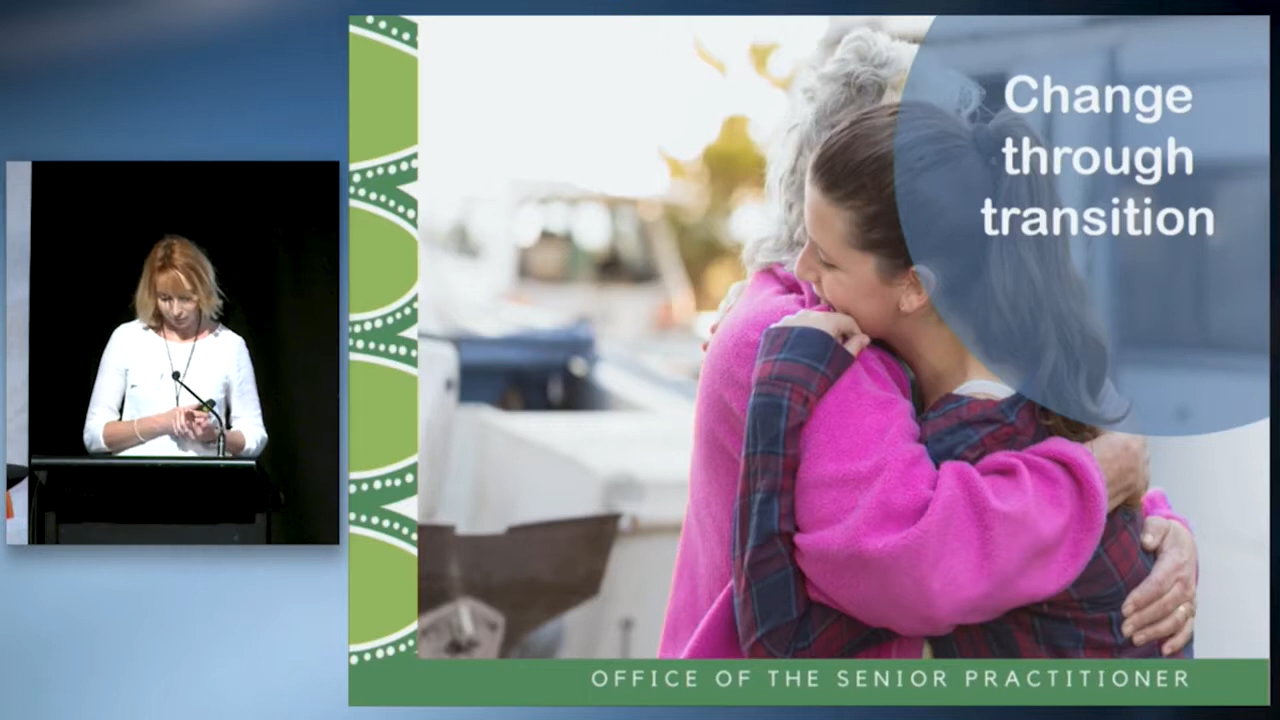 Change
through
transition
OFFICE OF THE SENIOR PRACTITIONER